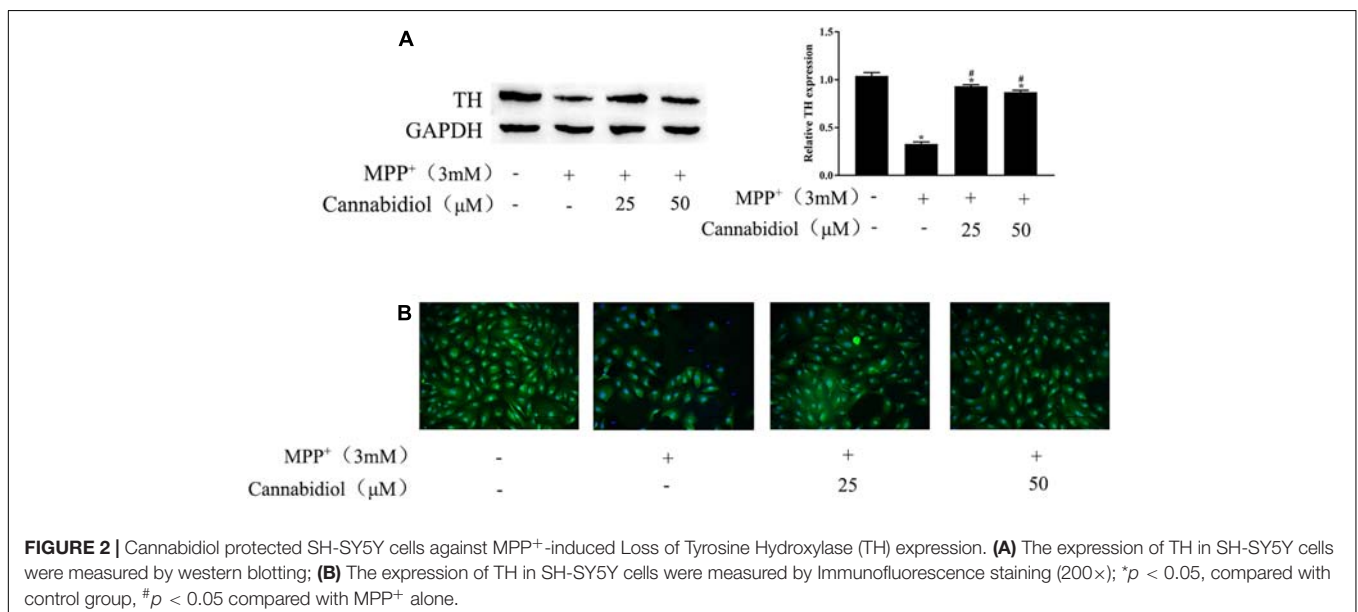 A
TH
GAPDH
MPP⁺（3mM） - + + +
Cannabidiol（μM） - - 25 50
Relative TH expression
1.5
1.0
0.5
0.0
* #
* #
*
MPP⁺（3mM） - + + +
Cannabidiol（μM） - - 25 50
B
MPP⁺（3mM） - + + +
Cannabidiol（μM） - - 25 50
FIGURE 2 | Cannabidiol protected SH-SY5Y cells against MPP⁺-induced Loss of Tyrosine Hydroxylase (TH) expression. (A) The expression of TH in SH-SY5Y cells
were measured by western blotting; (B) The expression of TH in SH-SY5Y cells were measured by Immunofluorescence staining (200×); *p < 0.05, compared with
control group, #p < 0.05 compared with MPP⁺ alone.